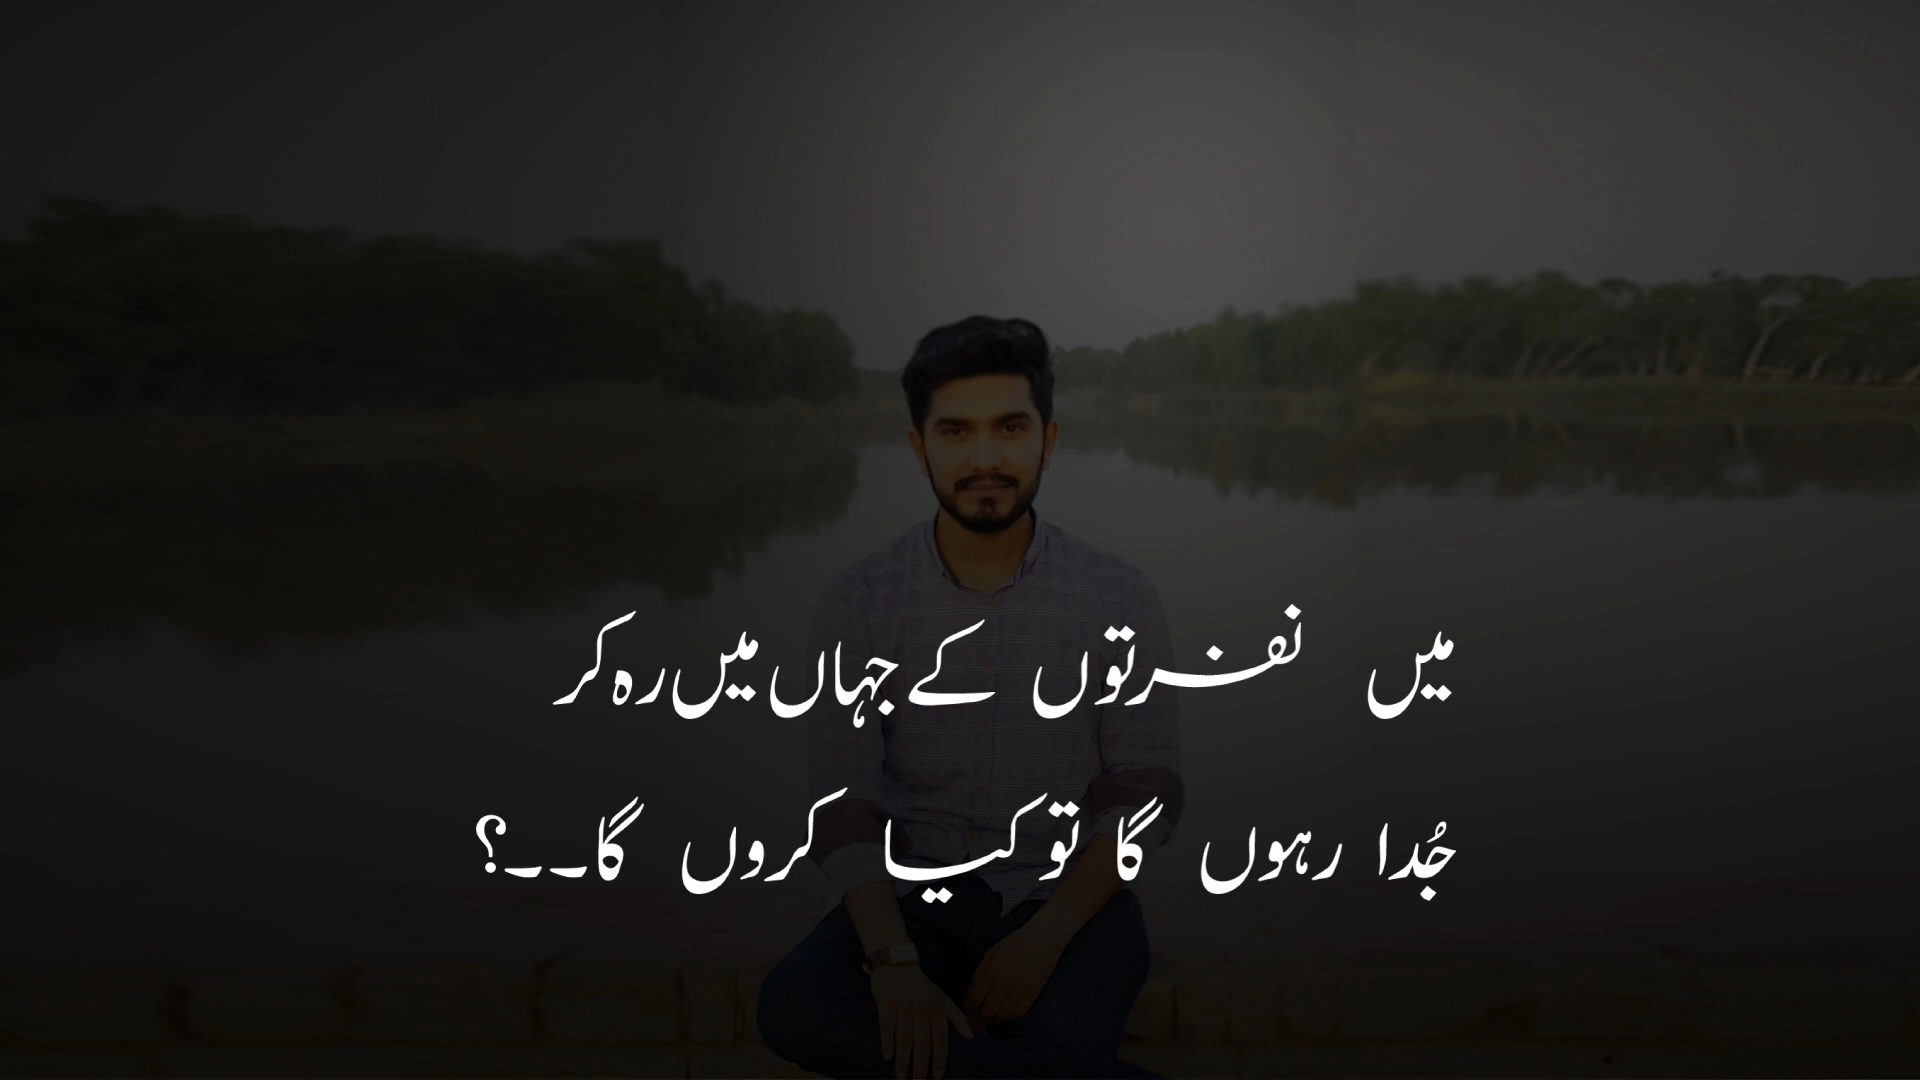 میں نفرتوں کے جہاں میں رہ کر
جُدا رہوں گا تو کیا کروں گا۔۔؟